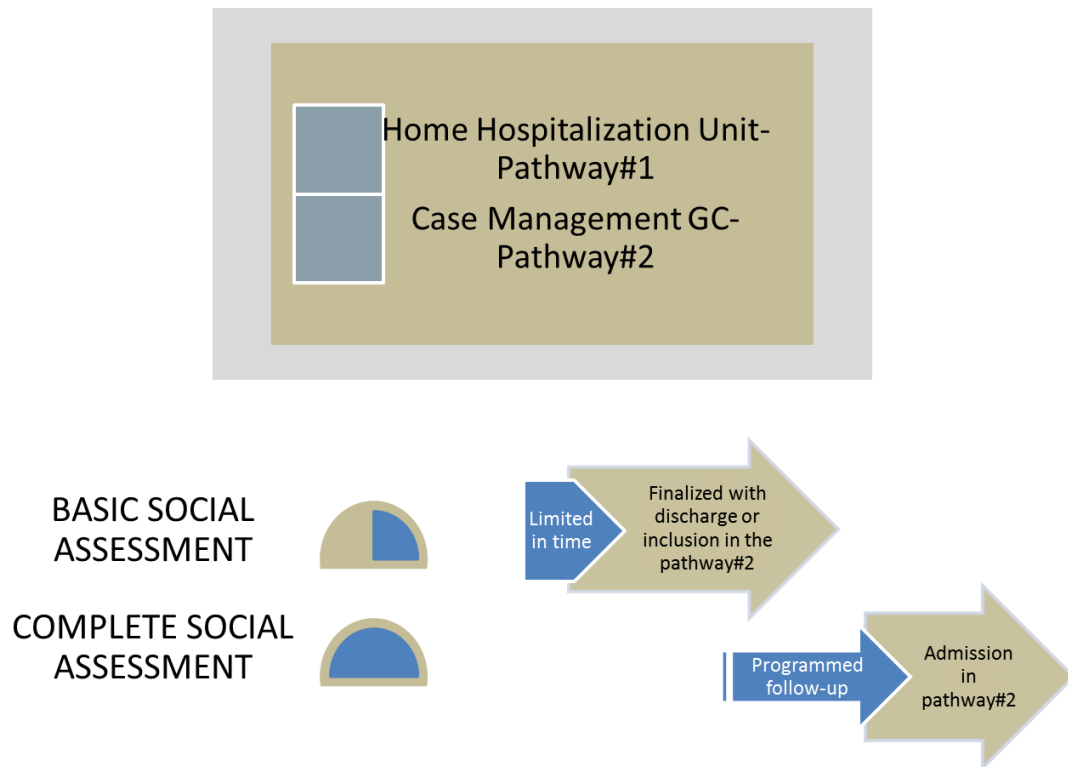 Home Hospitalization Unit-
Pathway#1
Case Management GC-
Pathway#2
BASIC SOCIAL
ASSESSMENT
Limited
in time
Finalized with
discharge or
inclusion in the
pathway#2
COMPLETE SOCIAL
ASSESSMENT
Programmed
follow-up
Admission
in
pathway#2